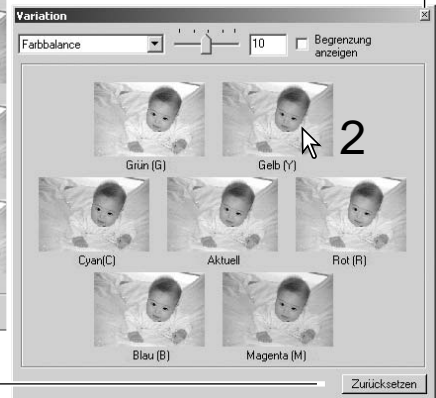 Variation
Farbbalance 10 Begrenzung
anzeigen
2
Grün (G) Gelb (Y)
Cyan(C) Aktuell Rot (R)
Blau (B) Magenta (M)
Zurücksetzen